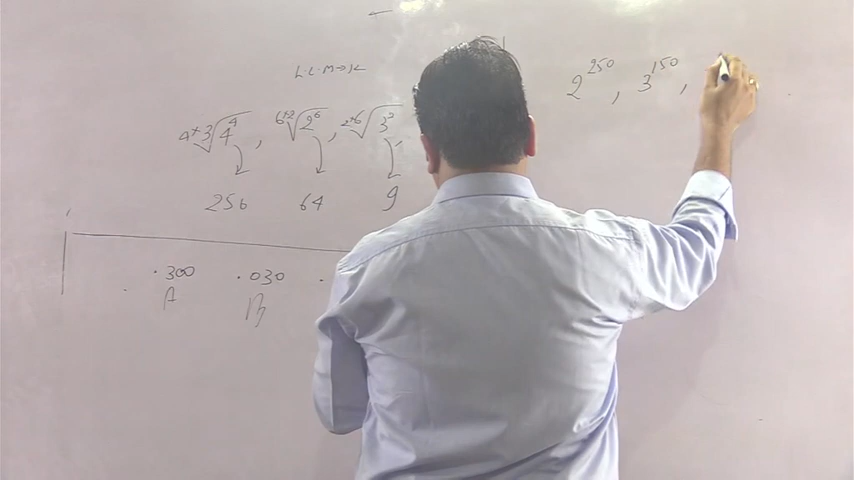 L.C.M→12
4×3√4^4, 6×2√2^6, 2×6√3^2
256 64 9
.300 .030
A B
2^250, 3^150,